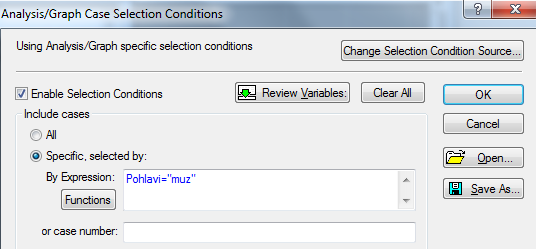 Analysis/Graph Case Selection Conditions
Using Analysis/Graph specific selection conditions
Change Selection Condition Source...
Enable Selection Conditions
Review Variables:
Clear All
OK
Include cases
All
Cancel
Specific, selected by:
Open...
By Expression:
Pohlavi="muz"
Functions
Save As...
or case number: